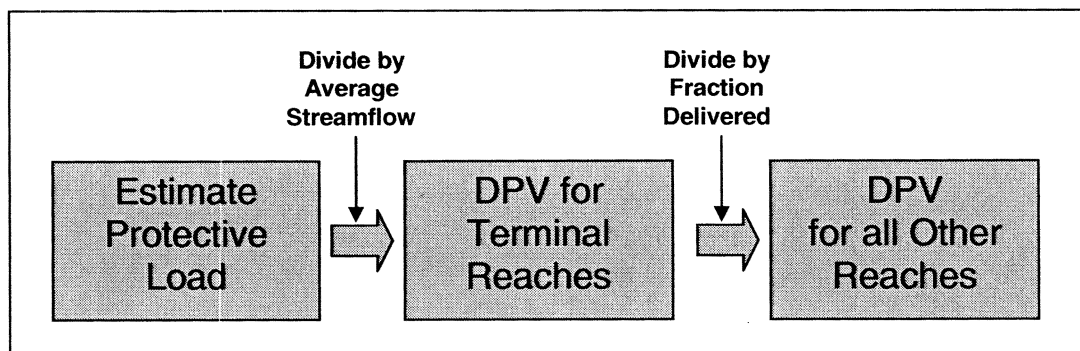 Divide by
Average
Streamflow
Divide by
Fraction
Delivered
Estimate
Protective
Load
DPV for
Terminal
Reaches
DPV
for all Other
Reaches